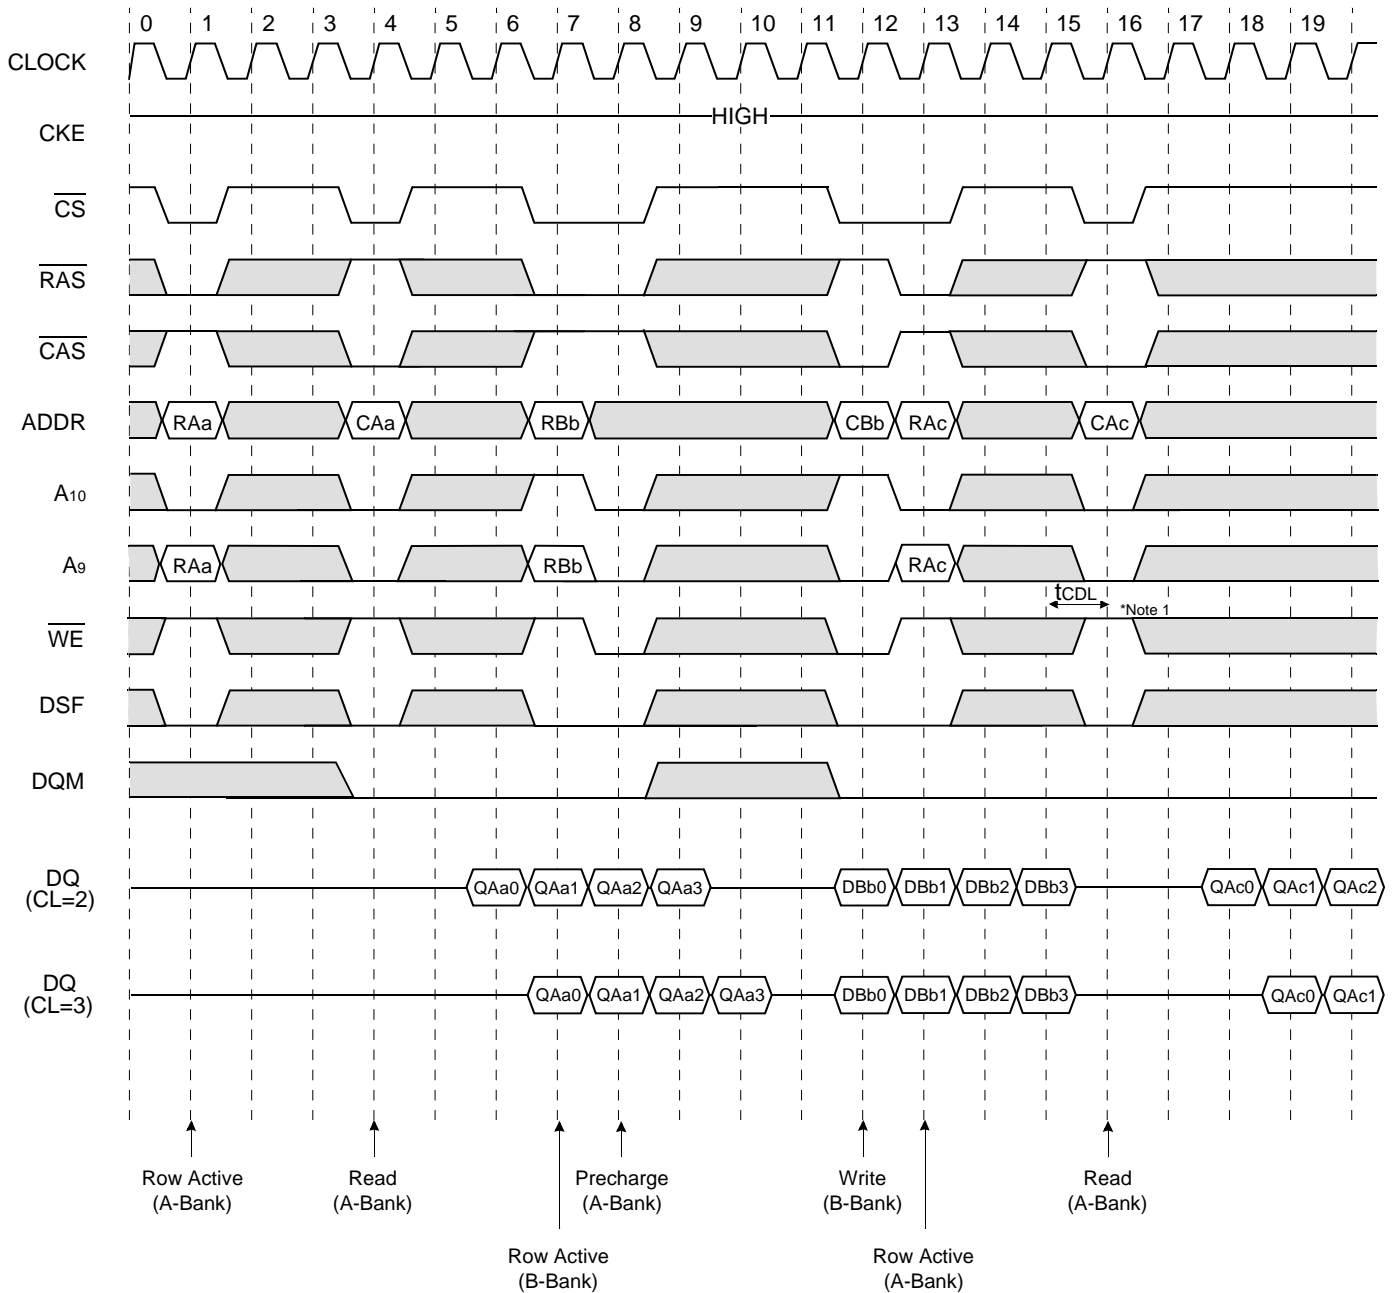 0 1 2 3 4 5 6 7 8 9 10 11 12 13 14 15 16 17 18 19
CLOCK
CKE HIGH
CS
RAS
CAS
ADDR RAa CAa RBb CBb RAc CAc
A10
A9 RAa RBb RAc
tCDL *Note 1
WE
DSF
DQM
DQ
(CL=2) QAa0 QAa1 QAa2 QAa3 DBb0 DBb1 DBb2 DBb3 QAc0 QAc1 QAc2
DQ
(CL=3) QAa0 QAa1 QAa2 QAa3 DBb0 DBb1 DBb2 DBb3 QAc0 QAc1
Row Active
(A-Bank)
Read
(A-Bank)
Precharge
(A-Bank)
Write
(B-Bank)
Read
(A-Bank)
Row Active
(B-Bank)
Row Active
(A-Bank)